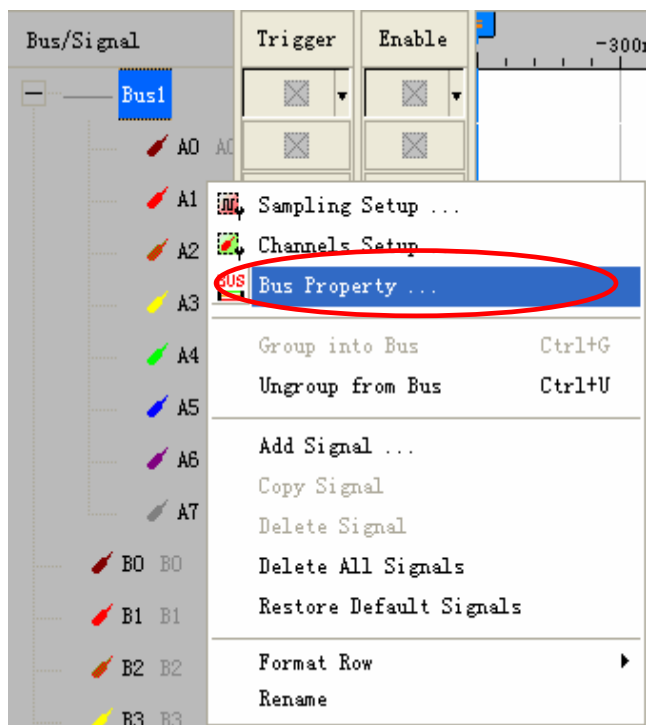 Bus/Signal Trigger Enable -300
Bus1
A0 A0
A1
A2
A3
A4
A5
A6
A7
B0 B0
B1 B1
B2 B2
B3 B3
Sampling Setup ...
Channels Setup
BUS Bus Property ...
Group into Bus Ctrl+G
Ungroup from Bus Ctrl+U
Add Signal ...
Copy Signal
Delete Signal
Delete All Signals
Restore Default Signals
Format Row
Rename